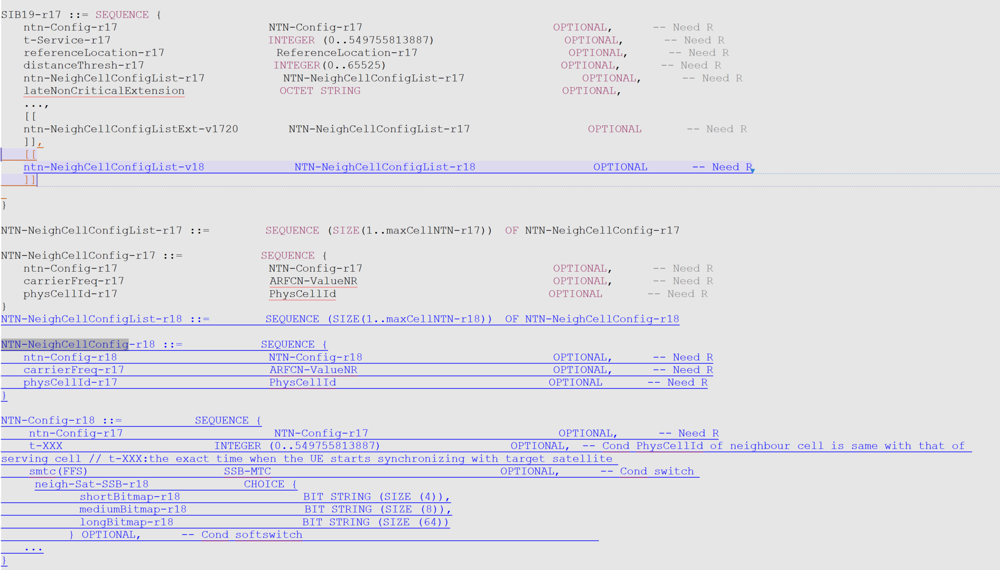 SIB19-r17 ::= SEQUENCE {
ntn-Config-r17 NTN-Config-r17 OPTIONAL, -- Need R
t-Service-r17 INTEGER (0..549755813887) OPTIONAL, -- Need R
referenceLocation-r17 ReferenceLocation-r17 OPTIONAL, -- Need R
distanceThresh-r17 INTEGER(0..65525) OPTIONAL, -- Need R
ntn-NeighCellConfigList-r17 NTN-NeighCellConfigList-r17 OPTIONAL, -- Need R
lateNonCriticalExtension OCTET STRING OPTIONAL,
...,
[[
ntn-NeighCellConfigListExt-v1720 NTN-NeighCellConfigList-r17 OPTIONAL -- Need R
]],
[[
ntn-NeighCellConfigList-v18 NTN-NeighCellConfigList-r18 OPTIONAL -- Need R
]]
}
NTN-NeighCellConfigList-r17 ::= SEQUENCE (SIZE(1..maxCellNTN-r17)) OF NTN-NeighCellConfig-r17
NTN-NeighCellConfig-r17 ::= SEQUENCE {
ntn-Config-r17 NTN-Config-r17 OPTIONAL, -- Need R
carrierFreq-r17 ARFCN-ValueNR OPTIONAL, -- Need R
physCellId-r17 PhysCellId OPTIONAL -- Need R
}
NTN-NeighCellConfigList-r18 ::= SEQUENCE (SIZE(1..maxCellNTN-r18)) OF NTN-NeighCellConfig-r18
NTN-NeighCellConfig-r18 ::= SEQUENCE {
ntn-Config-r18 NTN-Config-r18 OPTIONAL, -- Need R
carrierFreq-r17 ARFCN-ValueNR OPTIONAL, -- Need R
physCellId-r17 PhysCellId OPTIONAL -- Need R
}
NTN-Config-r18 ::= SEQUENCE {
ntn-Config-r17 NTN-Config-r17 OPTIONAL, -- Need R
t-XXX INTEGER (0..549755813887) OPTIONAL, -- Cond PhysCellId of neighbour cell is same with that of
serving cell // t-XXX:the exact time when the UE starts synchronizing with target satellite
smtc(FFS) SSB-MTC OPTIONAL, -- Cond switch
neigh-Sat-SSB-r18 CHOICE {
shortBitmap-r18 BIT STRING (SIZE (4)),
mediumBitmap-r18 BIT STRING (SIZE (8)),
longBitmap-r18 BIT STRING (SIZE (64))
} OPTIONAL, -- Cond softswitch
...
}